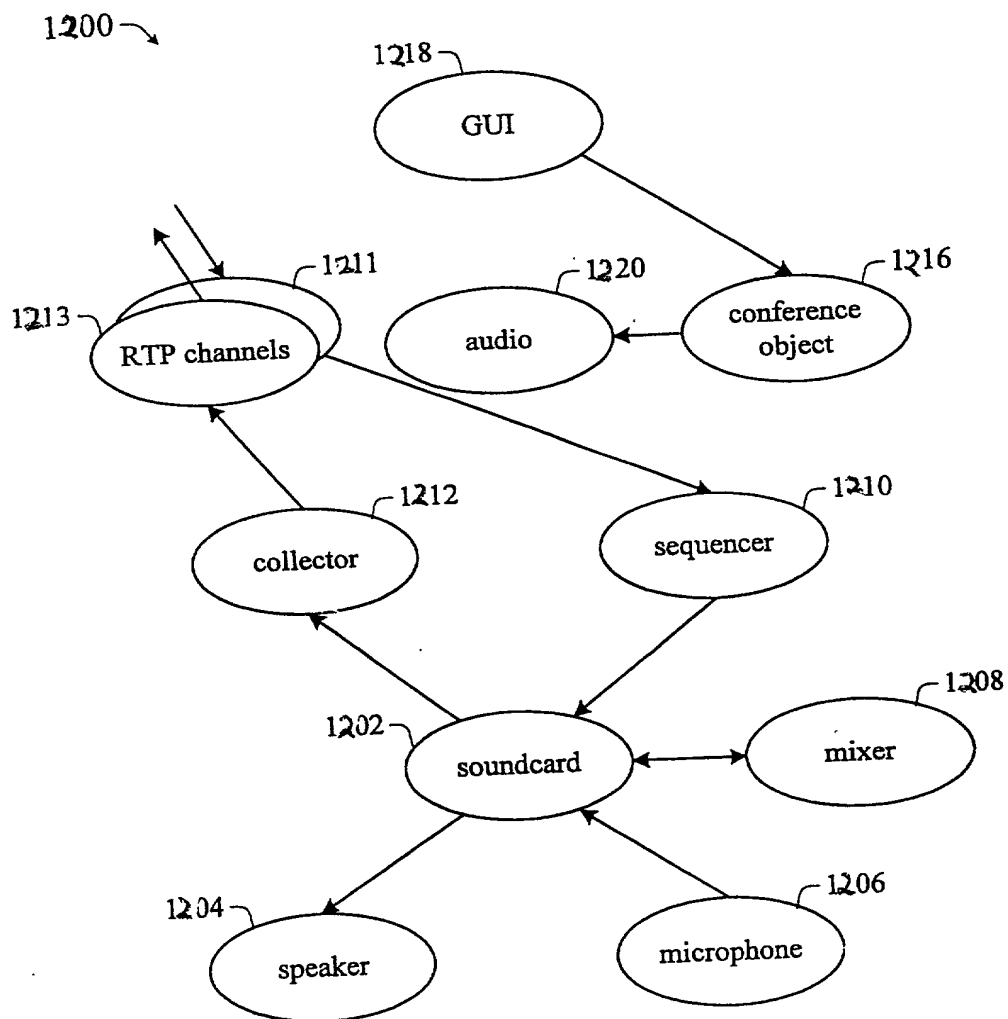 1200
1218
GUI
1211
1220
1216
1213
RTP channels
audio
conference
object
1212
1210
collector
sequencer
1208
1202
soundcard
mixer
1206
1204
microphone
speaker